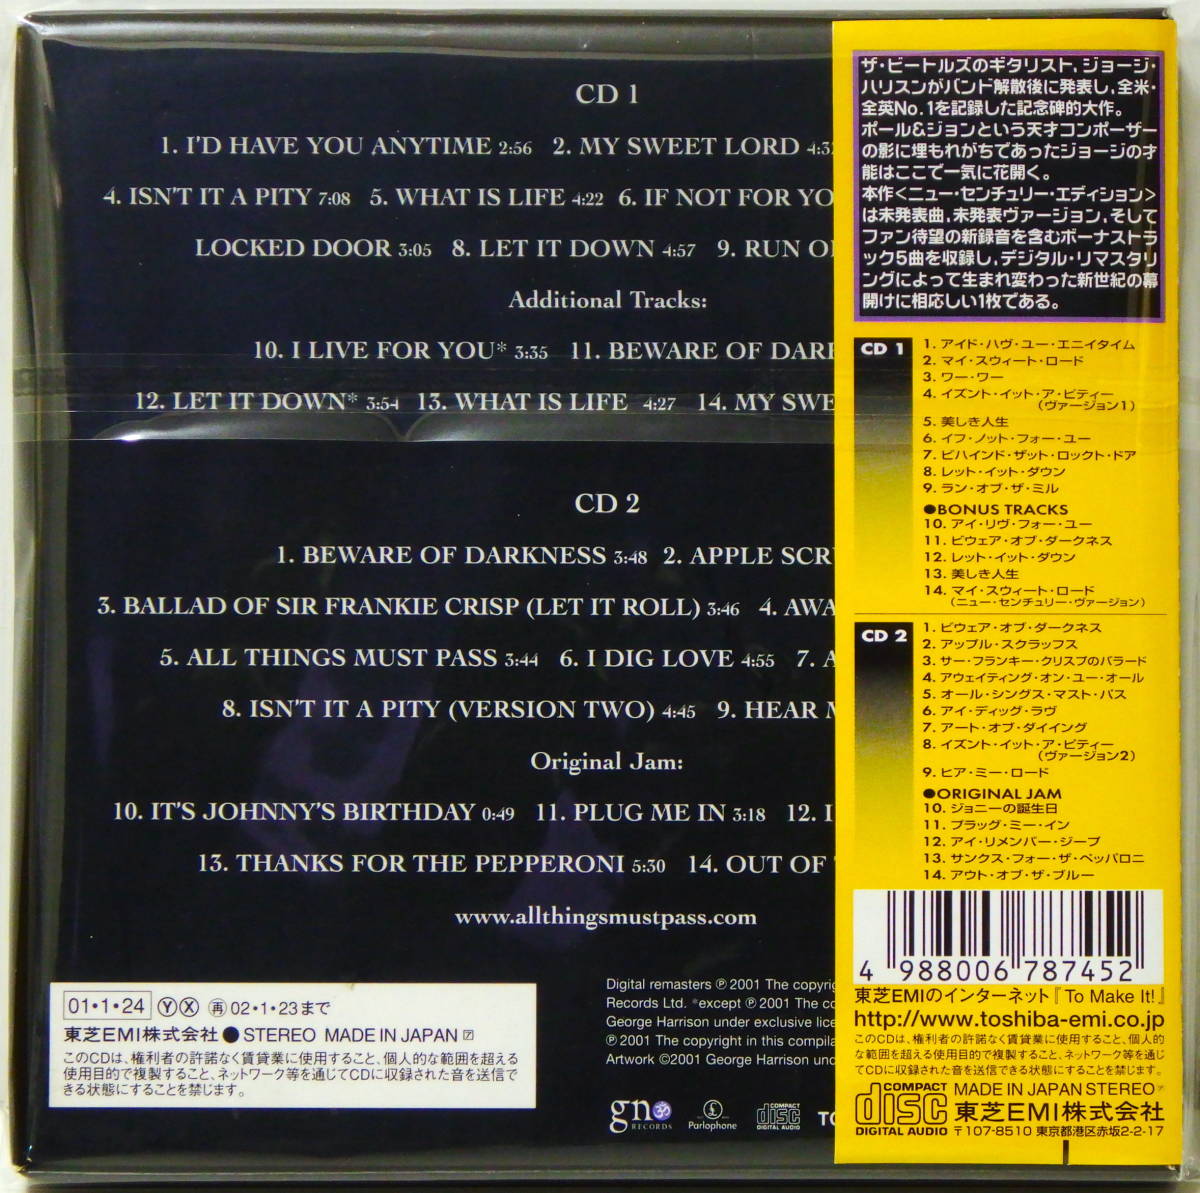 CD 1
1. I'D HAVE YOU ANYTIME 2:56 2. MY SWEET LORD
4. ISN'T IT A PITY 7:08 5. WHAT IS LIFE 4:22 6. IF NOT FOR
LOCKED DOOR 3:05 8. LET IT DOWN 4:57 9. RUN
Additional Tracks:
10. I LIVE FOR YOU* 3:35 11. BEWARE OF
12. LET IT DOWN* 3:54 13. WHAT IS LIFE 4:27 14. MY
CD 2
1. BEWARE OF DARKNESS 3:48 2. APPLE
3. BALLAD OF SIR FRANKIE CRISP (LET IT ROLL) 3:46 4.
5. ALL THINGS MUST PASS 3:44 6. I DIG LOVE 4:55 7.
8. ISN'T IT A PITY (VERSION TWO) 4:45 9. HEAR
Original Jam:
10. IT'S JOHNNY'S BIRTHDAY 0:49 11. PLUG ME IN 3:18 12. I
13. THANKS FOR THE PEPPERONI 5:30 14. OUT OF
www.allthingsmustpass.com
Digital remasters ℗ 2001 The
Records Ltd. *except ℗ 2001 The
George Harrison under exclusive
℗ 2001 The copyright in this
Artwork ©2001 George Harrison
gn
RECORDS
Parlophone
COMPACT
disc
DIGITAL AUDIO
01・1・24 Ⓨ Ⓧ 再 02・1・23まで
東芝EMI株式会社 ● STEREO MADE IN JAPAN
このCDは、権利者の許諾なく賃貸業に使用すること、個人的な範囲を超える
使用目的で複製すること、ネットワーク等を通じてCDに収録された音を送信で
きる状態にすることを禁じます。
ザ・ビートルズのギタリスト、ジョージ・
ハリスンがバンド解散後に発表し、全米・
全英No.1を記録した記念碑的大作。
ポール&ジョンという天才コンポーザー
の影に埋もれがちであったジョージの才
能はここで一気に花開く。
本作<ニュー・センチュリー・エディション>
は未発表曲、未発表ヴァージョン、そして
ファン待望の新録音を含むボーナストラ
ック5曲を収録し、デジタル・リマスタリ
ングによって生まれ変わった新世紀の幕
開けに相応しい1枚である。
CD 1
1. アイド・ハヴ・ユー・エニイタイム
2. マイ・スウィート・ロード
3. ワー・ワー
4. イズント・イット・ア・ピティー
(ヴァージョン1)
5. 美しき人生
6. イフ・ノット・フォー・ユー
7. ビハインド・ザット・ロックト・ドア
8. レット・イット・ダウン
9. ラン・オブ・ザ・ミル
●BONUS TRACKS
10. アイ・リヴ・フォー・ユー
11. ビウェア・オブ・ダークネス
12. レット・イット・ダウン
13. 美しき人生
14. マイ・スウィート・ロード
(ニュー・センチュリー・ヴァージョン)
CD 2
1. ビウェア・オブ・ダークネス
2. アップル・スクラッフス
3. サー・フランキー・クリスプのバラード
4. アウェイティング・オン・ユー・オール
5. オール・シングス・マスト・パス
6. アイ・ディッグ・ラヴ
7. アート・オブ・ダイイング
8. イズント・イット・ア・ピティー
(ヴァージョン2)
9. ヒア・ミー・ロード
●ORIGINAL JAM
10. ジョニーの誕生日
11. プラッグ・ミー・イン
12. アイ・リメンバー・ジープ
13. サンクス・フォー・ザ・ペッパロニ
14. アウト・オブ・ザ・ブルー
4 988006 787452
東芝EMIのインターネット『To Make It!』
http://www.toshiba-emi.co.jp
このCDは、権利者の許諾なく賃貸業に使用すること、個人的
な範囲を超える使用目的で複製すること、ネットワーク等を通じ
てCDに収録された音を送信できる状態にすることを禁じます。
COMPACT
disc
DIGITAL AUDIO
MADE IN JAPAN STEREO
東芝EMI株式会社
〒107-8510 東京都港区赤坂2-2-17